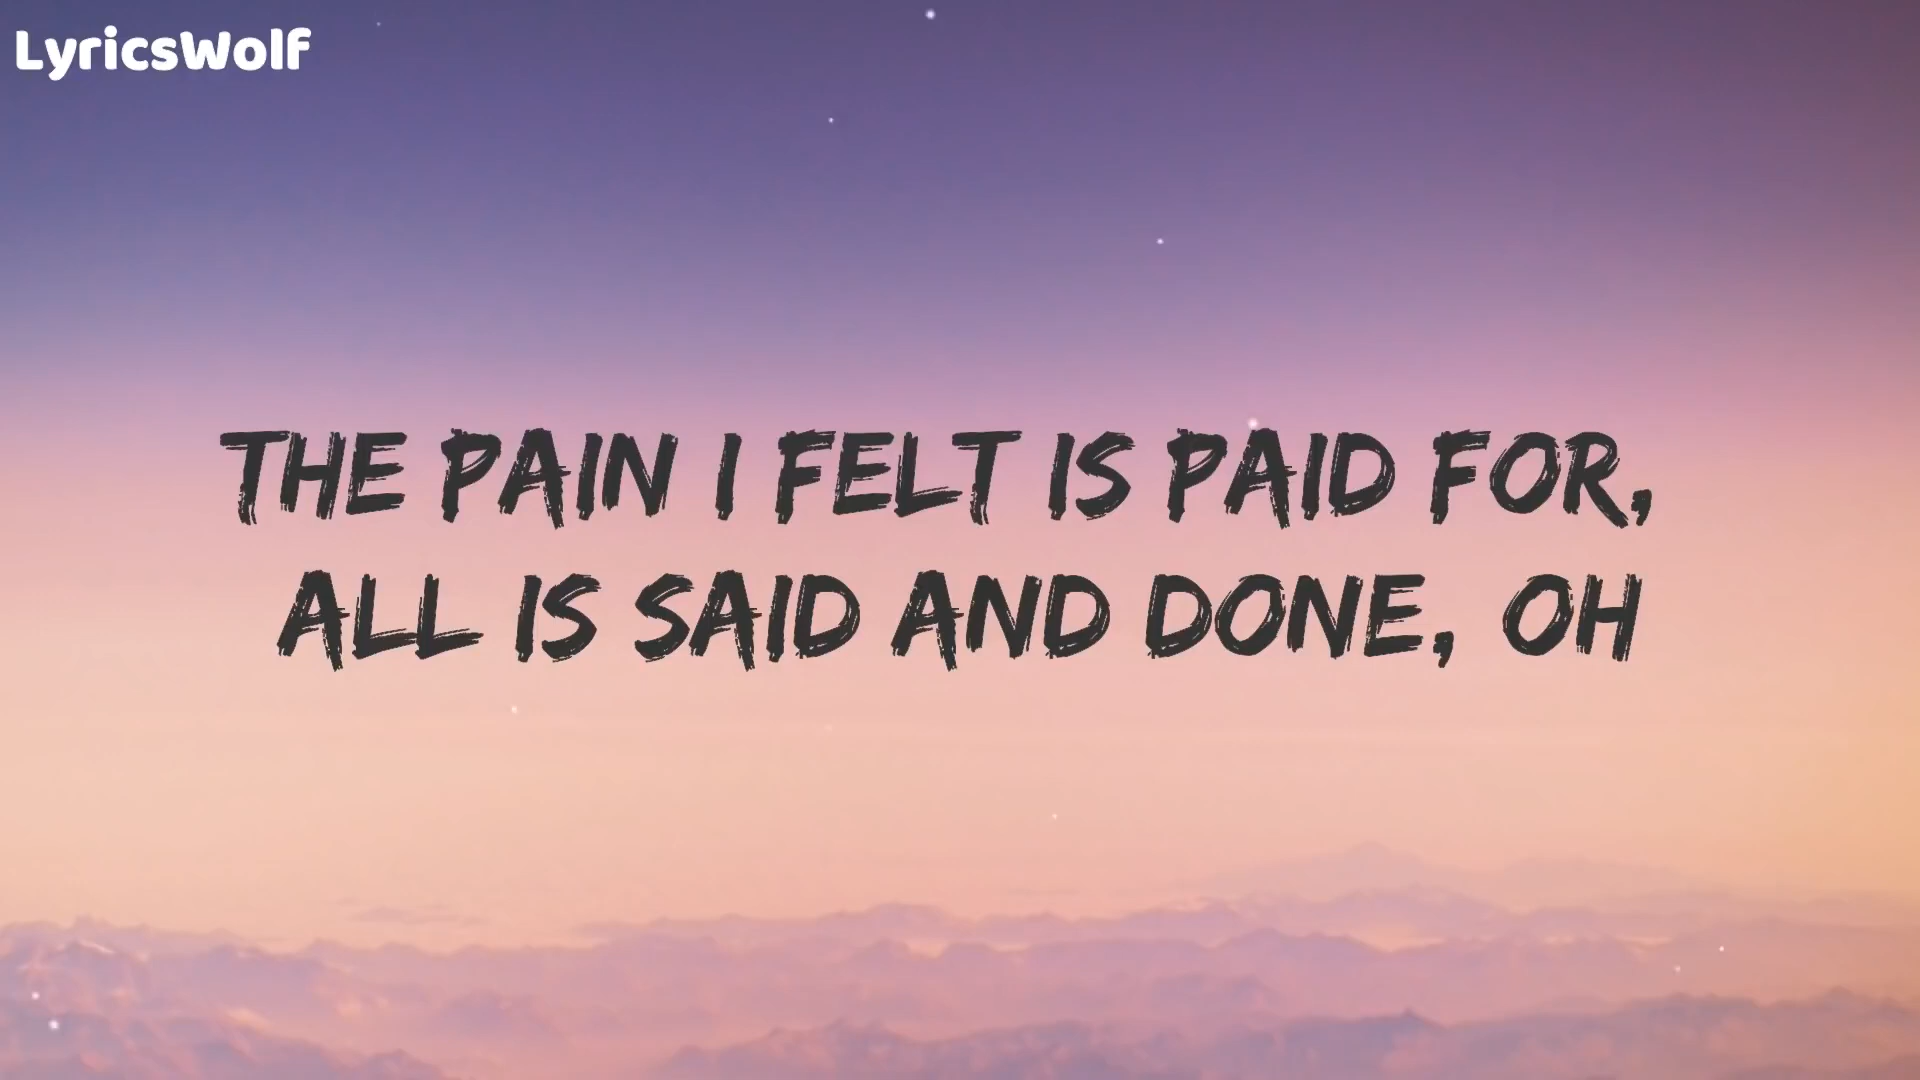 LyricsWolf
THE PAIN I FELT IS PAID FOR,
ALL IS SAID AND DONE, OH